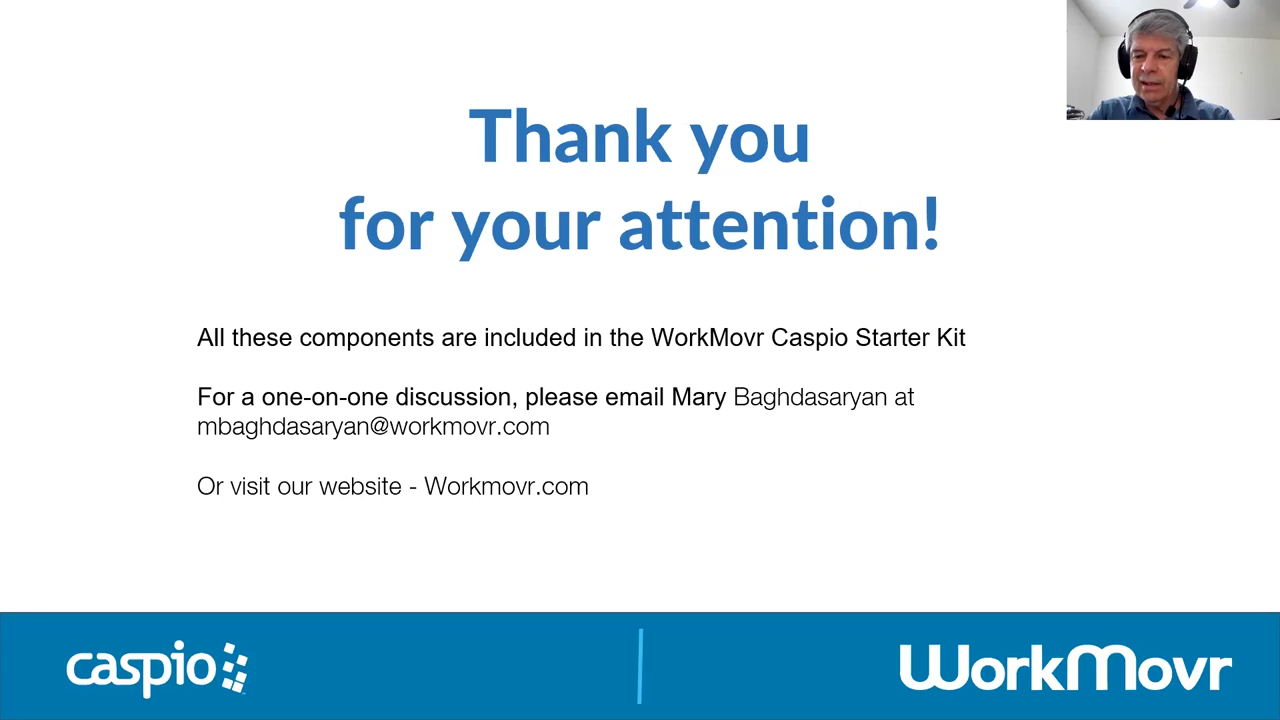 Thank you
for your attention!
All these components are included in the WorkMovr Caspio Starter Kit
For a one-on-one discussion, please email Mary Baghdasaryan at
mbaghdasaryan@workmovr.com
Or visit our website - Workmovr.com
caspio
WorkMovr